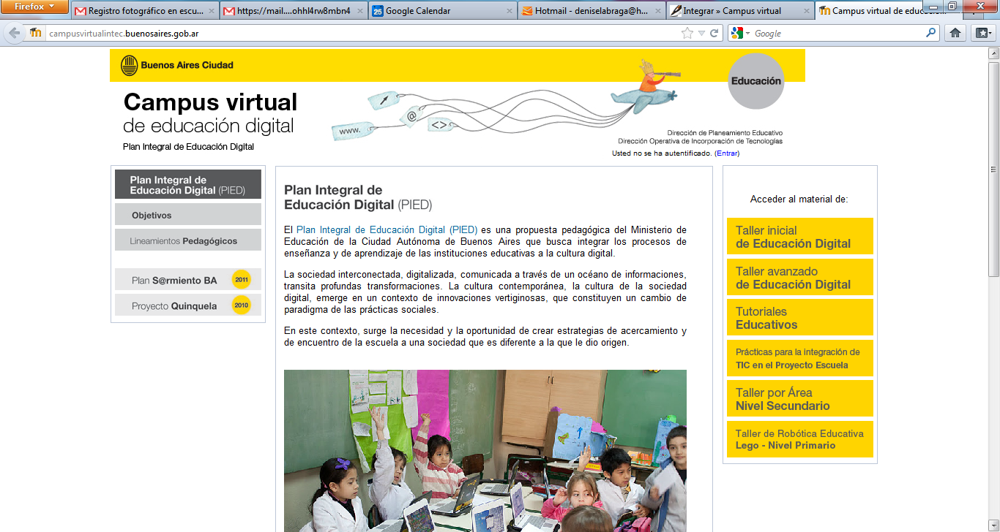 Firefox
Registro fotográfico en escu...
https://mail....ohhl4rw8mbn4
25 Google Calendar
Hotmail - deniselabraga@h...
Integrar » Campus virtual
Campus virtual de educació...
campusvirtualintec.buenosaires.gob.ar
Google
Buenos Aires Ciudad
Educación
Campus virtual
de educación digital
Plan Integral de Educación Digital
www.
@
<>
Dirección de Planeamiento Educativo
Dirección Operativa de Incorporación de Tecnologías
Usted no se ha autentificado. (Entrar)
Plan Integral de
Educación Digital (PIED)
Objetivos
Lineamientos Pedagógicos
Plan S@rmiento BA 2011
Proyecto Quinquela 2010
Plan Integral de
Educación Digital (PIED)
El Plan Integral de Educación Digital (PIED) es una propuesta pedagógica del Ministerio de
Educación de la Ciudad Autónoma de Buenos Aires que busca integrar los procesos de
enseñanza y de aprendizaje de las instituciones educativas a la cultura digital.
La sociedad interconectada, digitalizada, comunicada a través de un océano de informaciones,
transita profundas transformaciones. La cultura contemporánea, la cultura de la sociedad
digital, emerge en un contexto de innovaciones vertiginosas, que constituyen un cambio de
paradigma de las prácticas sociales.
En este contexto, surge la necesidad y la oportunidad de crear estrategias de acercamiento y
de encuentro de la escuela a una sociedad que es diferente a la que le dio origen.
Acceder al material de:
Taller inicial
de Educación Digital
Taller avanzado
de Educación Digital
Tutoriales
Educativos
Prácticas para la integración de
TIC en el Proyecto Escuela
Taller por Área
Nivel Secundario
Taller de Robótica Educativa
Lego - Nivel Primario